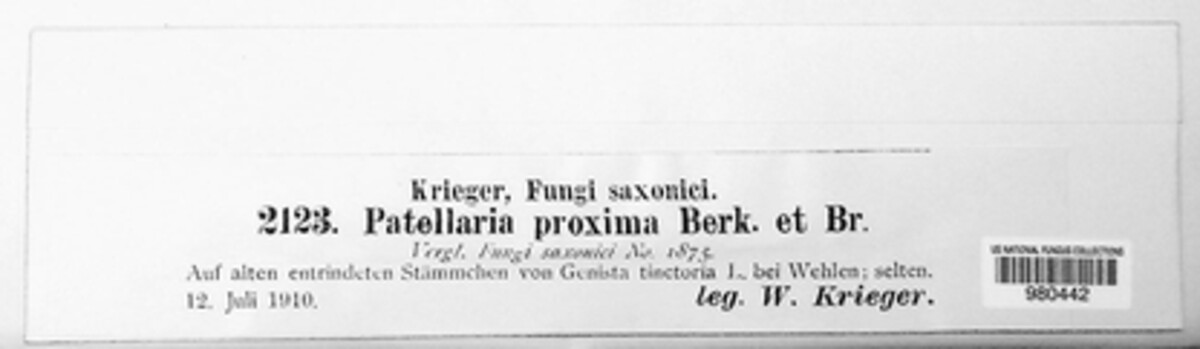 Krieger, Fungi saxonici.
2123. Patellaria proxima Berk. et Br.
Vergl. Fungi saxonici No. 1875.
Auf alten entrindeten Stämmchen von Genista tinctoria L., bei Wehlen; selten.
12. Juli 1910.
leg. W. Krieger.
US NATIONAL FUNGUS COLLECTIONS
980442